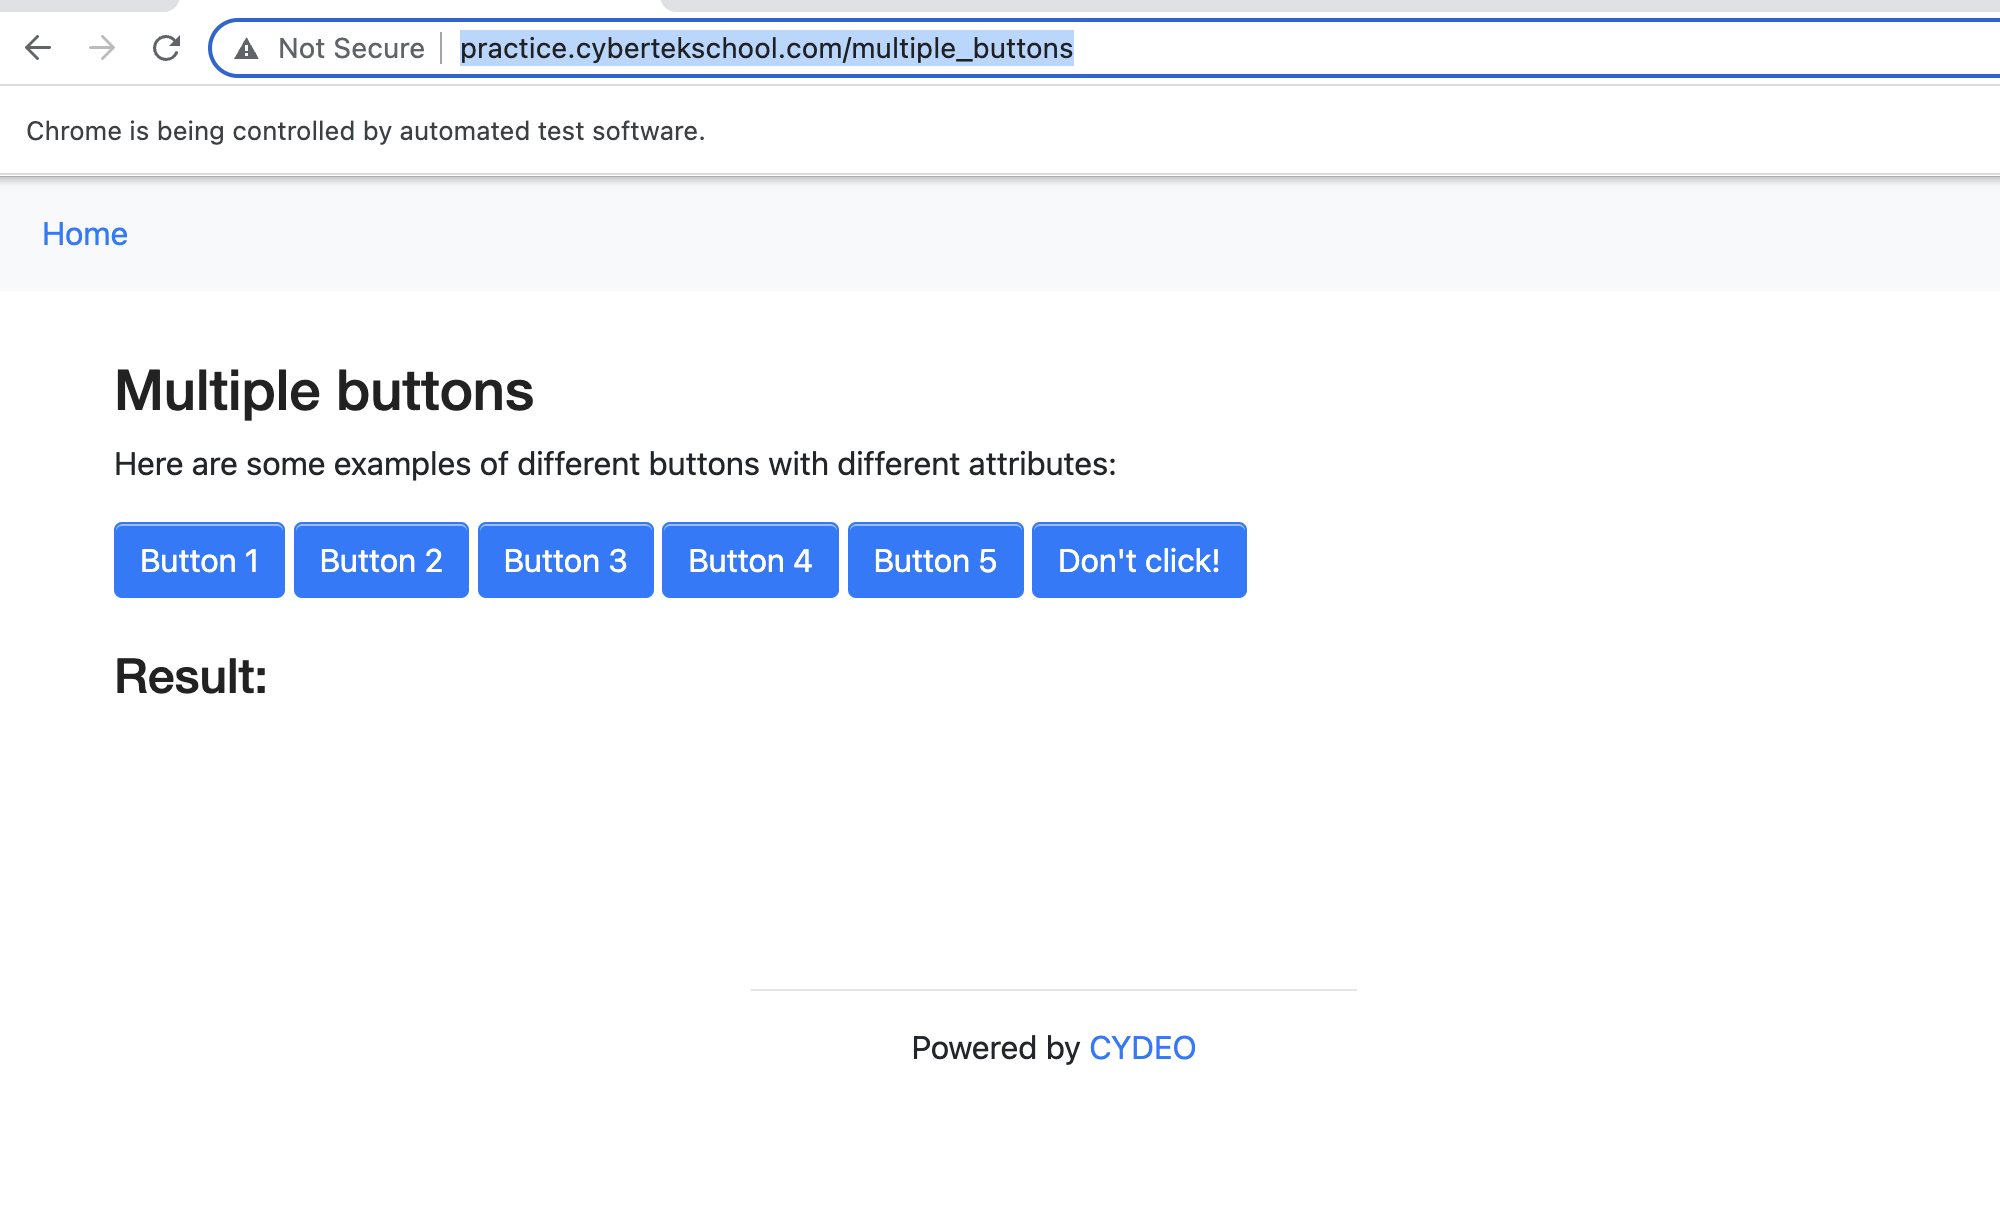 Not Secure practice.cybertekschool.com/multiple_buttons
Chrome is being controlled by automated test software.
Home
Multiple buttons
Here are some examples of different buttons with different attributes:
Button 1 Button 2 Button 3 Button 4 Button 5 Don't click!
Result:
Powered by CYDEO